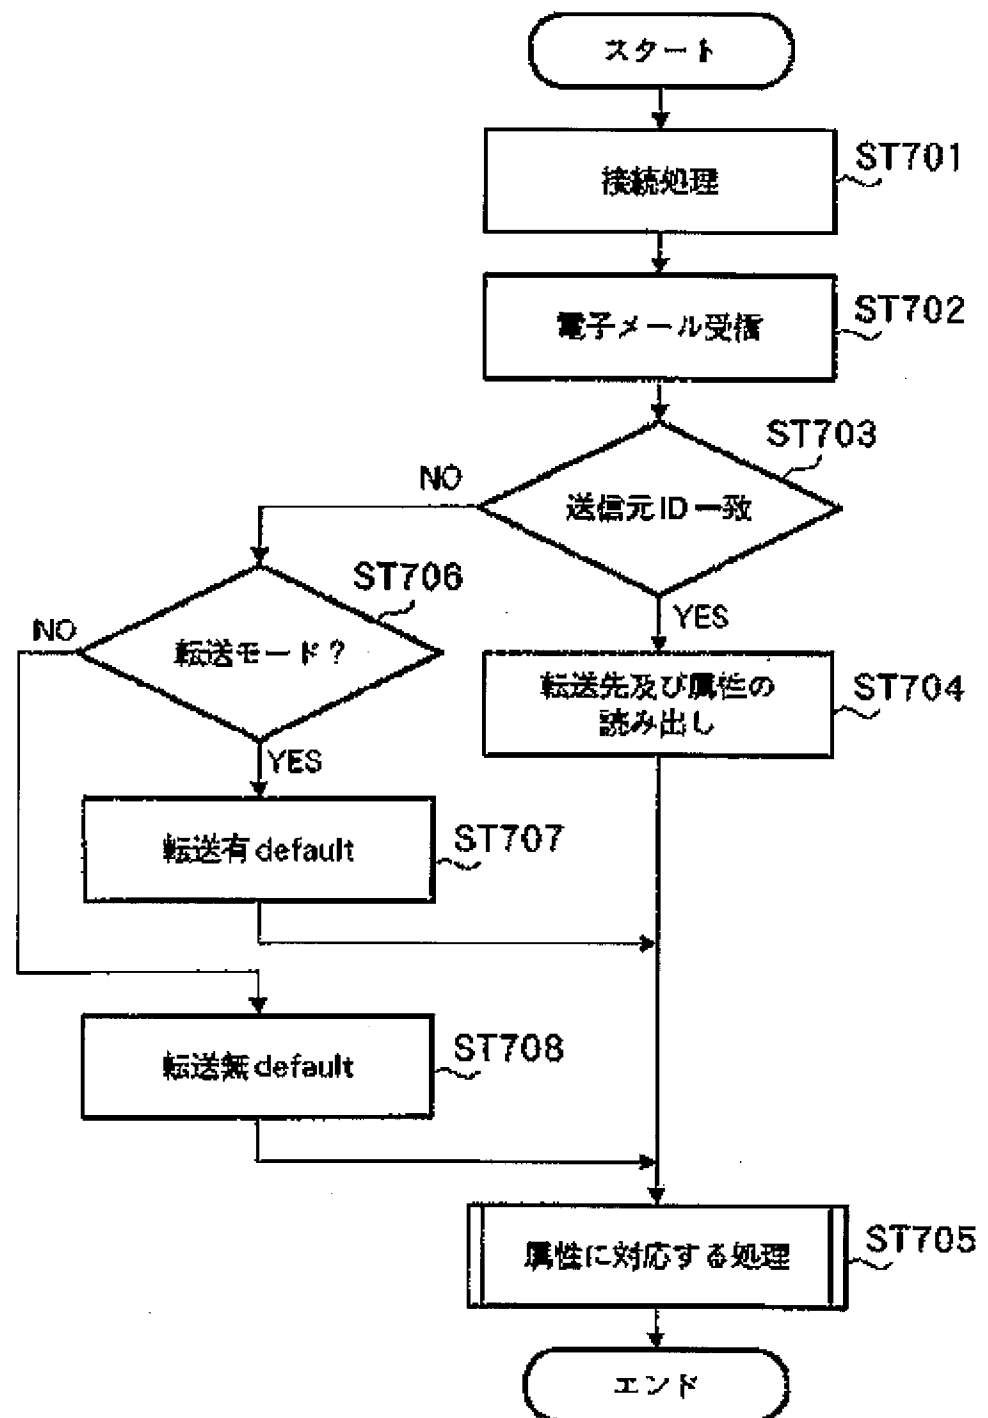 スタート
接続処理
ST701
電子メール受信
ST702
ST703
NO
送信元ID一致
ST706
YES
NO
転送モード？
転送先及び属性の
読み出し
ST704
YES
転送有default
ST707
転送無default
ST708
属性に対応する処理
ST705
エンド